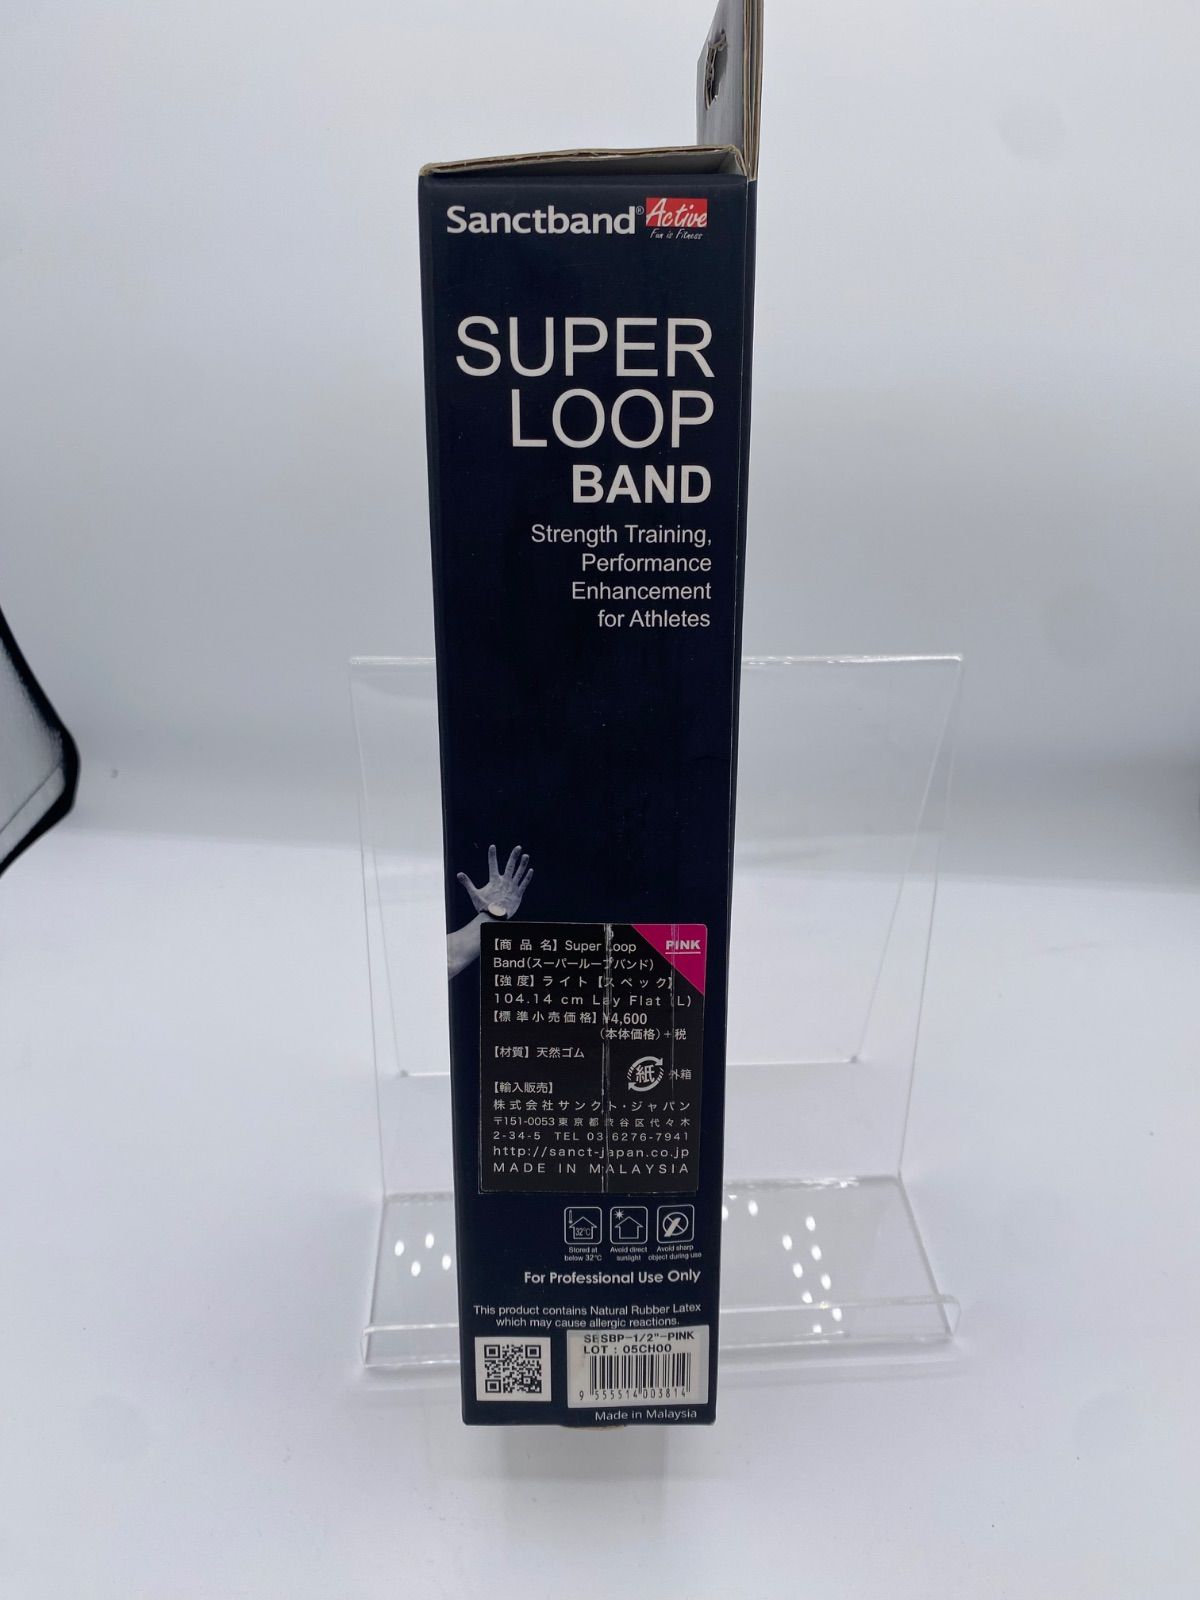 Sanctband® Active
Fun is Fitness
SUPER
LOOP
BAND
Strength Training,
Performance
Enhancement
for Athletes
PINK
【商品名】Super Loop
Band(スーパーループバンド)
【強度】ライト【スペック】
104.14 cm Lay Flat (L)
【標準小売価格】¥4,600
(本体価格)+税
【材質】天然ゴム
紙 外箱
【輸入販売】
株式会社サンクト・ジャパン
〒151-0053東京都渋谷区代々木
2-34-5 TEL 03-6276-7941
http://sanct-japan.co.jp
MADE IN MALAYSIA
32°C
Stored at
below 32°C
Avoid direct
sunlight
Avoid sharp
object during use
For Professional Use Only
This product contains Natural Rubber Latex
which may cause allergic reactions.
SLSBP-1/2"-PINK
LOT : 05CH00
9 555514 003814
Made in Malaysia